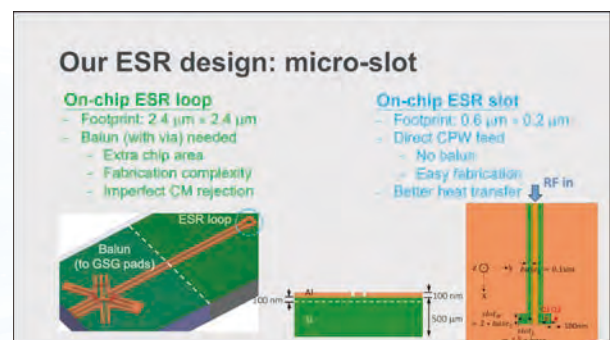 Our ESR design: micro-slot
On-chip ESR loop
- Footprint: 2.4 μm × 2.4 μm
- Balun (with via) needed
- Extra chip area
- Fabrication complexity
- Imperfect CM rejection
On-chip ESR slot
- Footprint: 0.6 μm × 0.2 μm
- Direct CPW feed
- No balun
- Easy fabrication
- Better heat transfer
RF in
ESR loop
Balun
(to GSG pads)
Al
100 nm
100 nm
Si
500 μm
100nm